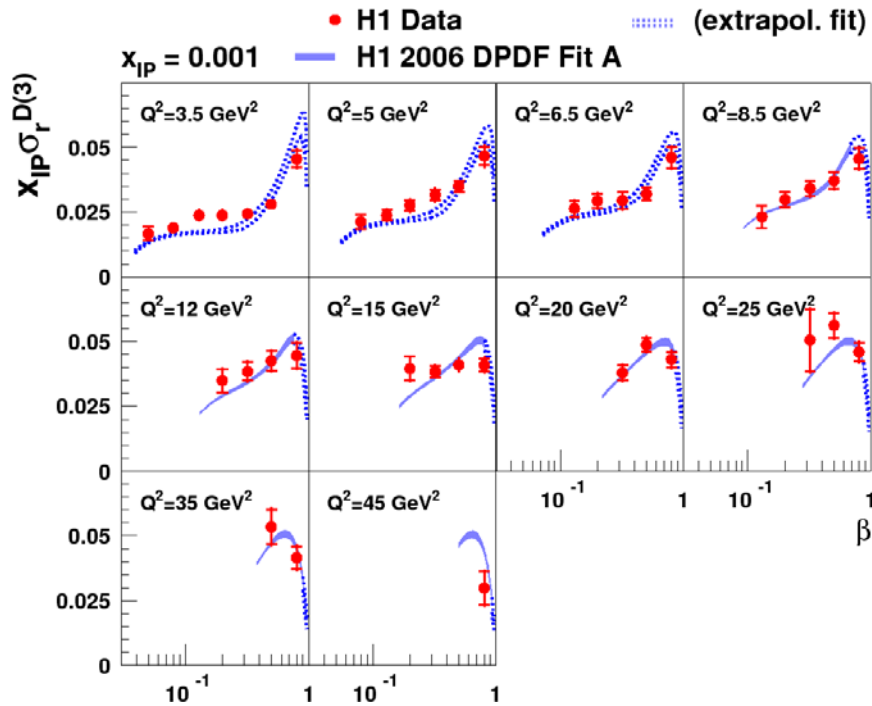 H1 Data (extrapol. fit)
x_IP = 0.001 H1 2006 DPDF Fit A
x_IP σ_r^D(3)
Q²=3.5 GeV² Q²=5 GeV² Q²=6.5 GeV² Q²=8.5 GeV²
0.05
0.025
0
Q²=12 GeV² Q²=15 GeV² Q²=20 GeV² Q²=25 GeV²
0.05
0.025
0
10⁻¹ 1 10⁻¹ 1
β
Q²=35 GeV² Q²=45 GeV²
0.05
0.025
0
10⁻¹ 1 10⁻¹ 1